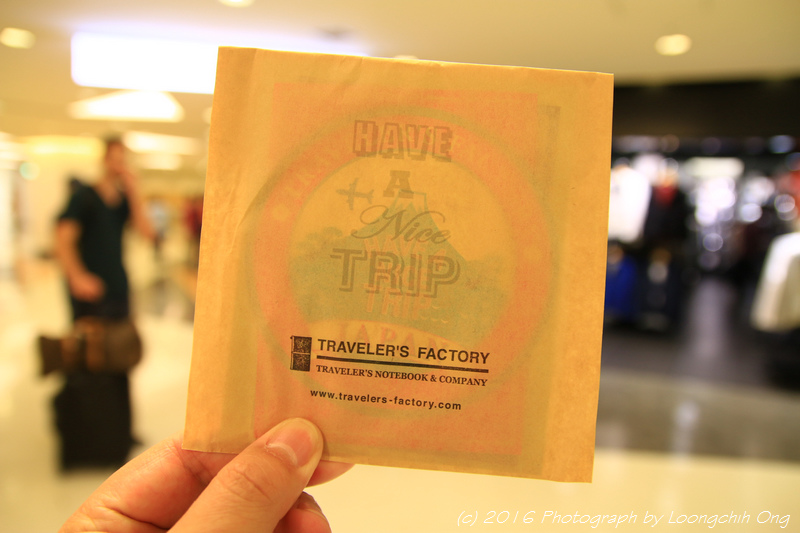 HAVE
A
Nice
TRIP
TRAVELER'S FACTORY
TRAVELER'S NOTEBOOK & COMPANY
www.travelers-factory.com
(c) 2016 Photograph by Loongchih Ong